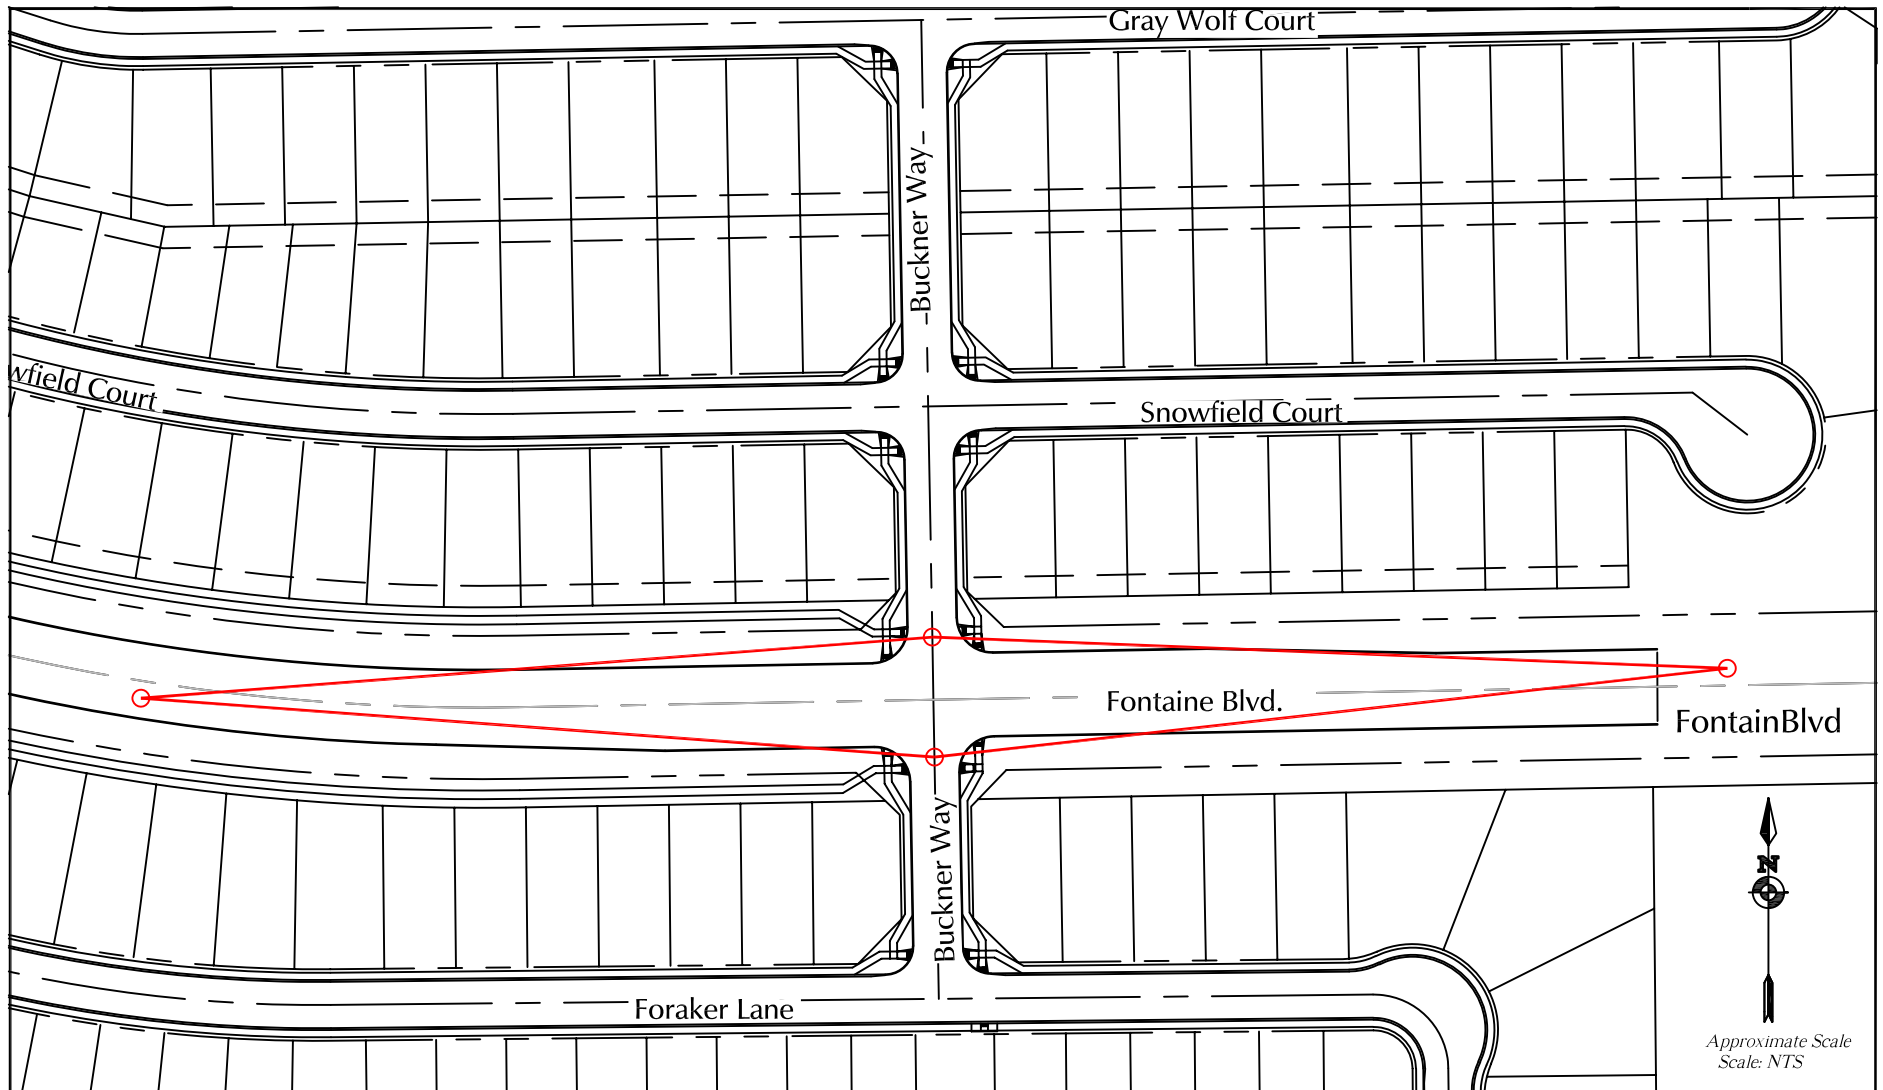 Gray Wolf Court
Buckner Way
wfield Court
Snowfield Court
Fontaine Blvd.
FontainBlvd
Buckner Way
N
Foraker Lane
Approximate Scale
Scale: NTS